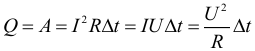 Q = A = I²RΔt = IUΔt = U²/R Δt